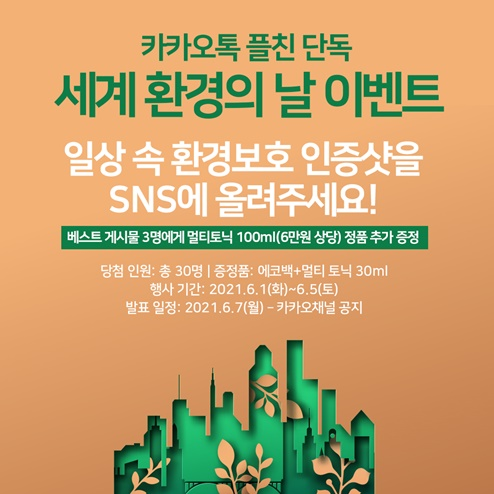 카카오톡 플친 단독
세계 환경의 날 이벤트
일상 속 환경보호 인증샷을
SNS에 올려주세요!
베스트 게시물 3명에게 멀티토닉 100ml(6만원 상당) 정품 추가 증정
당첨 인원: 총 30명 | 증정품: 에코백+멀티 토닉 30ml
행사 기간: 2021.6.1(화)~6.5(토)
발표 일정: 2021.6.7(월) – 카카오채널 공지